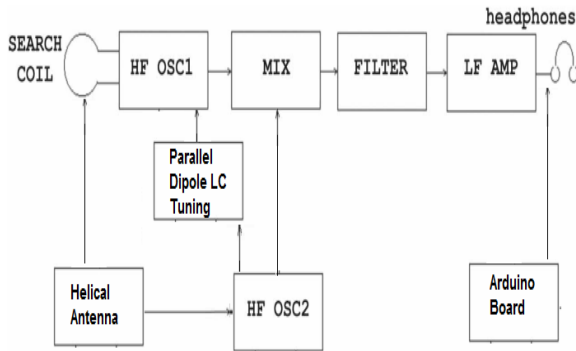 headphones
SEARCH
COIL
HF OSC1
MIX
FILTER
LF AMP
Parallel
Dipole LC
Tuning
Helical
Antenna
HF OSC2
Arduino
Board